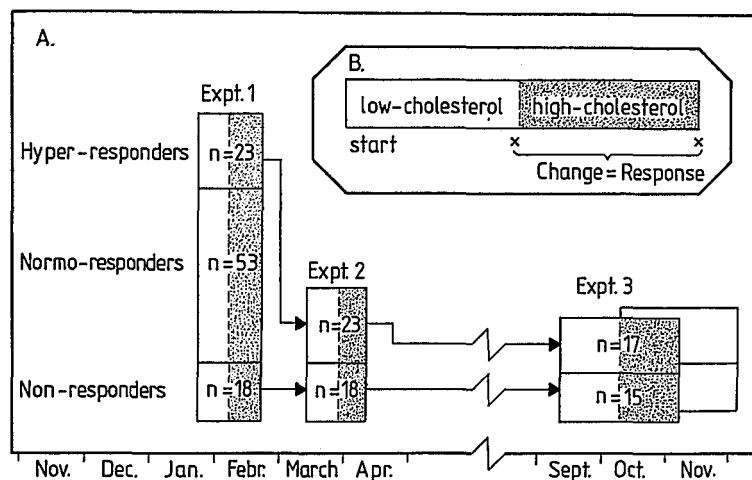 A.
B.
low-cholesterol high-cholesterol
start × ×
Change = Response
Expt. 1
Hyper-responders n=23
Normo-responders n=53
Expt. 2
Expt. 3
n=23
n=17
Non-responders n=18 n=18 n=15
Nov. Dec. Jan. Febr. March Apr. Sept. Oct. Nov.